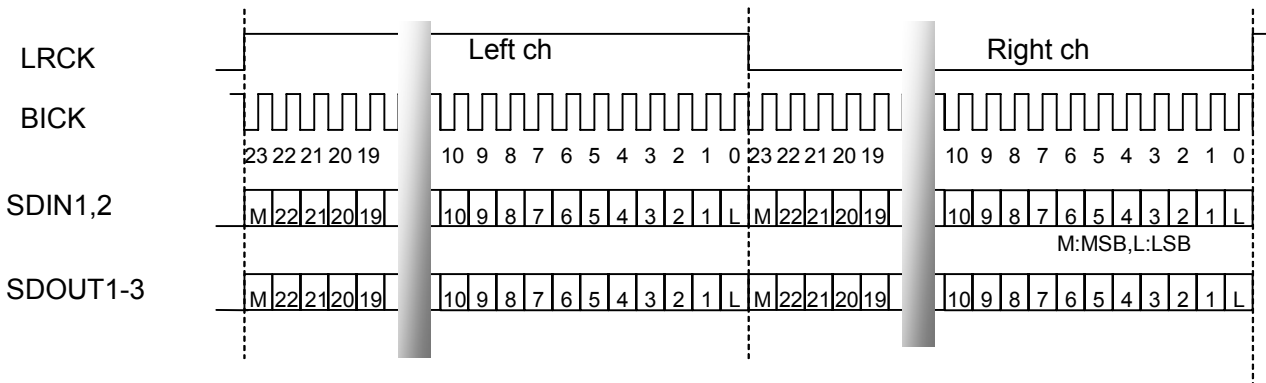 LRCK Left ch Right ch
BICK
23 22 21 20 19 10 9 8 7 6 5 4 3 2 1 0 23 22 21 20 19 10 9 8 7 6 5 4 3 2 1 0
SDIN1,2 M 22 21 20 19 10 9 8 7 6 5 4 3 2 1 L M 22 21 20 19 10 9 8 7 6 5 4 3 2 1 L
M:MSB,L:LSB
SDOUT1-3 M 22 21 20 19 10 9 8 7 6 5 4 3 2 1 L M 22 21 20 19 10 9 8 7 6 5 4 3 2 1 L